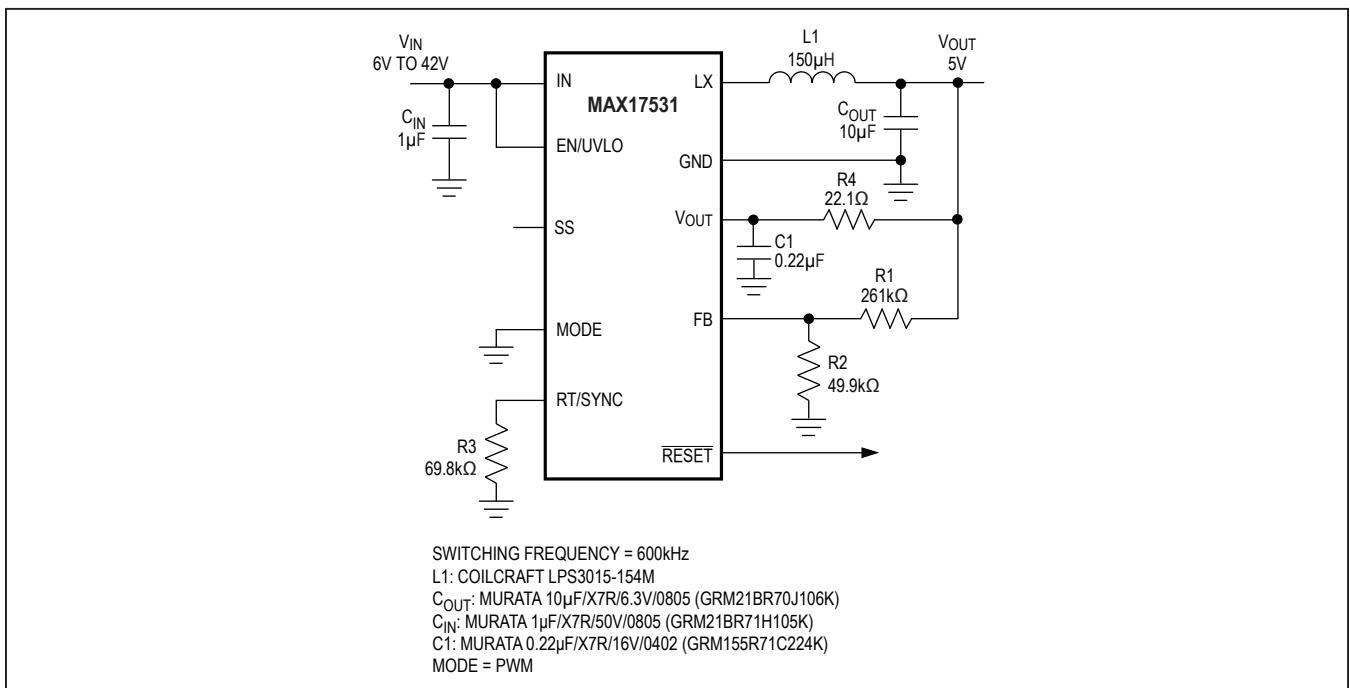 VIN
6V TO 42V
CIN
1µF
IN
EN/UVLO
SS
MODE
RT/SYNC
R3
69.8kΩ
MAX17531
LX
GND
VOUT
FB
RESET
L1
150µH
VOUT
5V
COUT
10µF
R4
22.1Ω
C1
0.22µF
R1
261kΩ
R2
49.9kΩ
SWITCHING FREQUENCY = 600kHz
L1: COILCRAFT LPS3015-154M
COUT: MURATA 10µF/X7R/6.3V/0805 (GRM21BR70J106K)
CIN: MURATA 1µF/X7R/50V/0805 (GRM21BR71H105K)
C1: MURATA 0.22µF/X7R/16V/0402 (GRM155R71C224K)
MODE = PWM